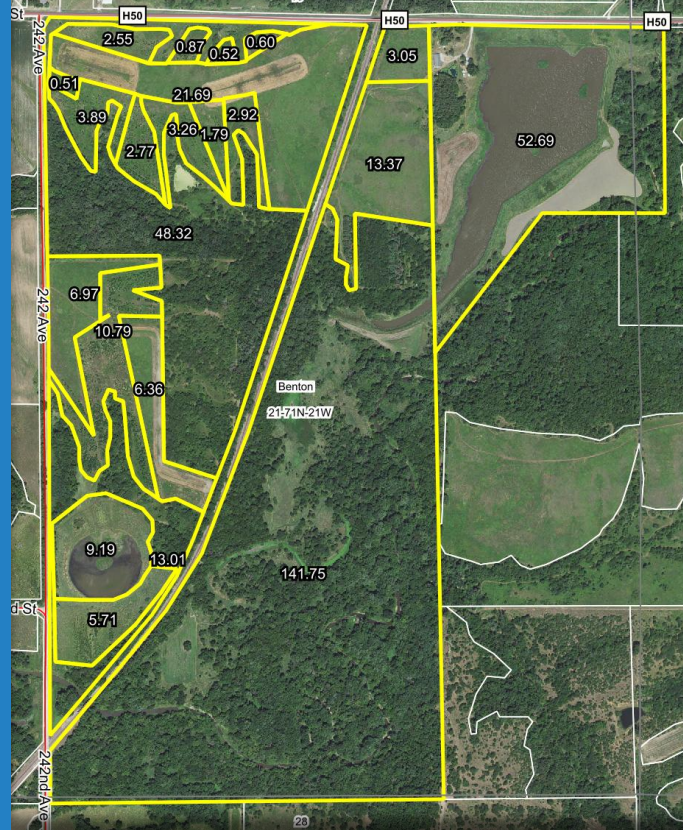 St
H50
H50
H50
242 Ave
2.55
0.87
0.52
0.60
3.05
0.51
21.69
3.89
2.77
3.26
1.79
2.92
13.37
52.69
48.32
242 Ave
6.97
10.79
6.36
Benton
21-71N-21W
9.19
13.01
141.75
d St
5.71
242nd Ave
28